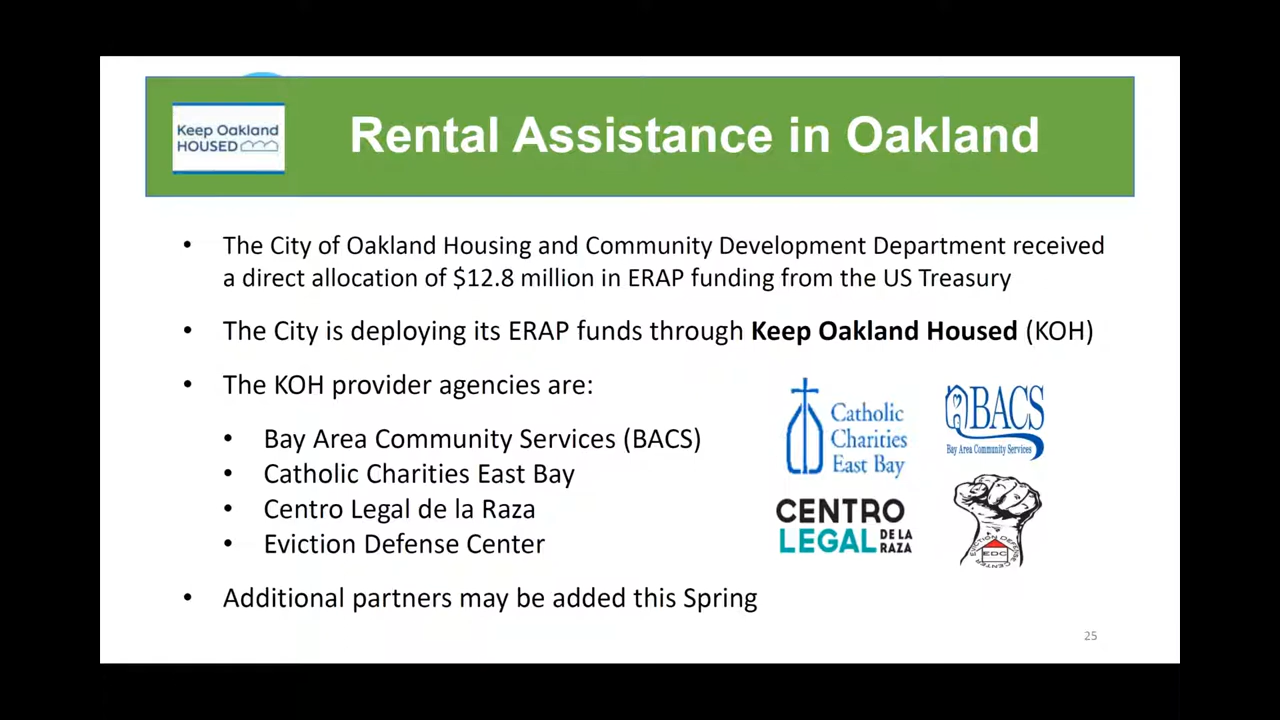 Keep Oakland
HOUSED
Rental Assistance in Oakland
• The City of Oakland Housing and Community Development Department received
a direct allocation of $12.8 million in ERAP funding from the US Treasury
• The City is deploying its ERAP funds through Keep Oakland Housed (KOH)
• The KOH provider agencies are:
• Bay Area Community Services (BACS)
• Catholic Charities East Bay
• Centro Legal de la Raza
• Eviction Defense Center
• Additional partners may be added this Spring
Catholic
Charities
East Bay
BACS
Bay Area Community Services
CENTRO
LEGAL DE LA
RAZA
EVICTION DEFENSE
EDC
CENTER
25